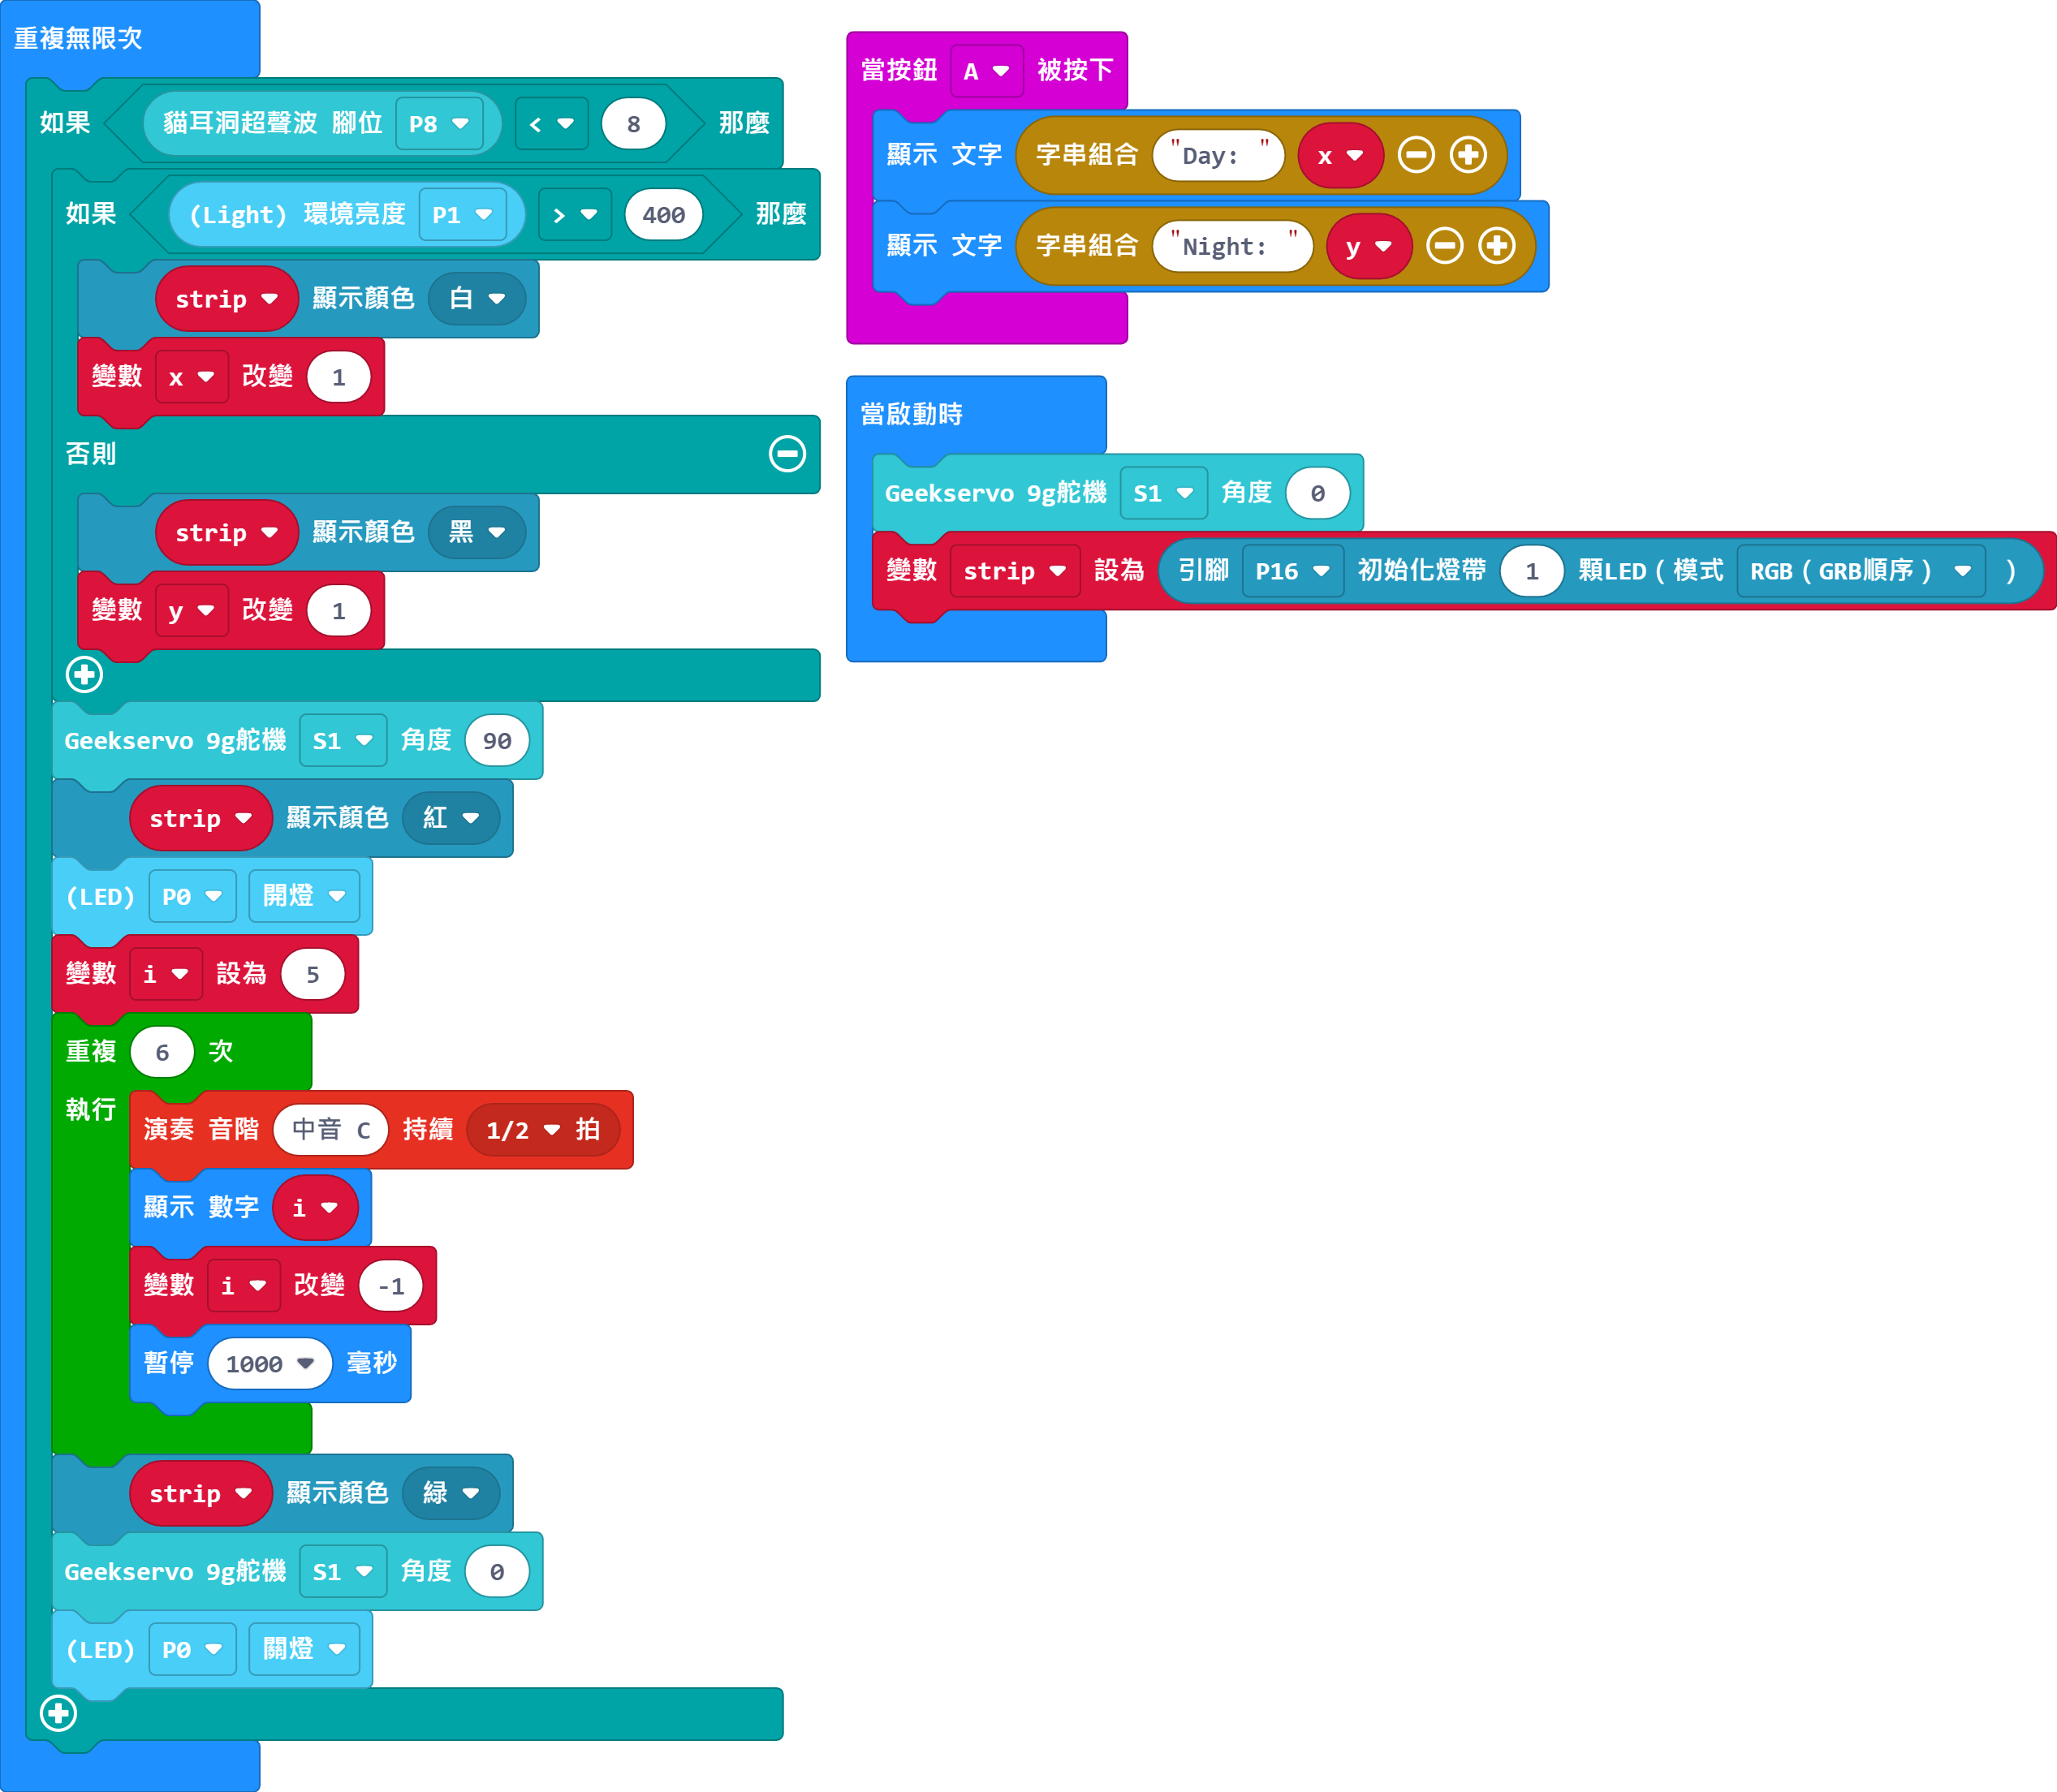 重複無限次
如果 貓耳洞超聲波 腳位 P8 < 8 那麼
如果 (Light) 環境亮度 P1 > 400 那麼
strip 顯示顏色 白
變數 x 改變 1
否則
strip 顯示顏色 黑
變數 y 改變 1
Geekservo 9g舵機 S1 角度 90
strip 顯示顏色 紅
(LED) P0 開燈
變數 i 設為 5
重複 6 次
執行 演奏 音階 中音 C 持續 1/2 拍
顯示 數字 i
變數 i 改變 -1
暫停 1000 毫秒
strip 顯示顏色 緑
Geekservo 9g舵機 S1 角度 0
(LED) P0 關燈
當按鈕 A 被按下
顯示 文字 字串組合 "Day: " x
顯示 文字 字串組合 "Night: " y
當啟動時
Geekservo 9g舵機 S1 角度 0
變數 strip 設為 引腳 P16 初始化燈帶 1 顆LED（模式 RGB（GRB順序） ）